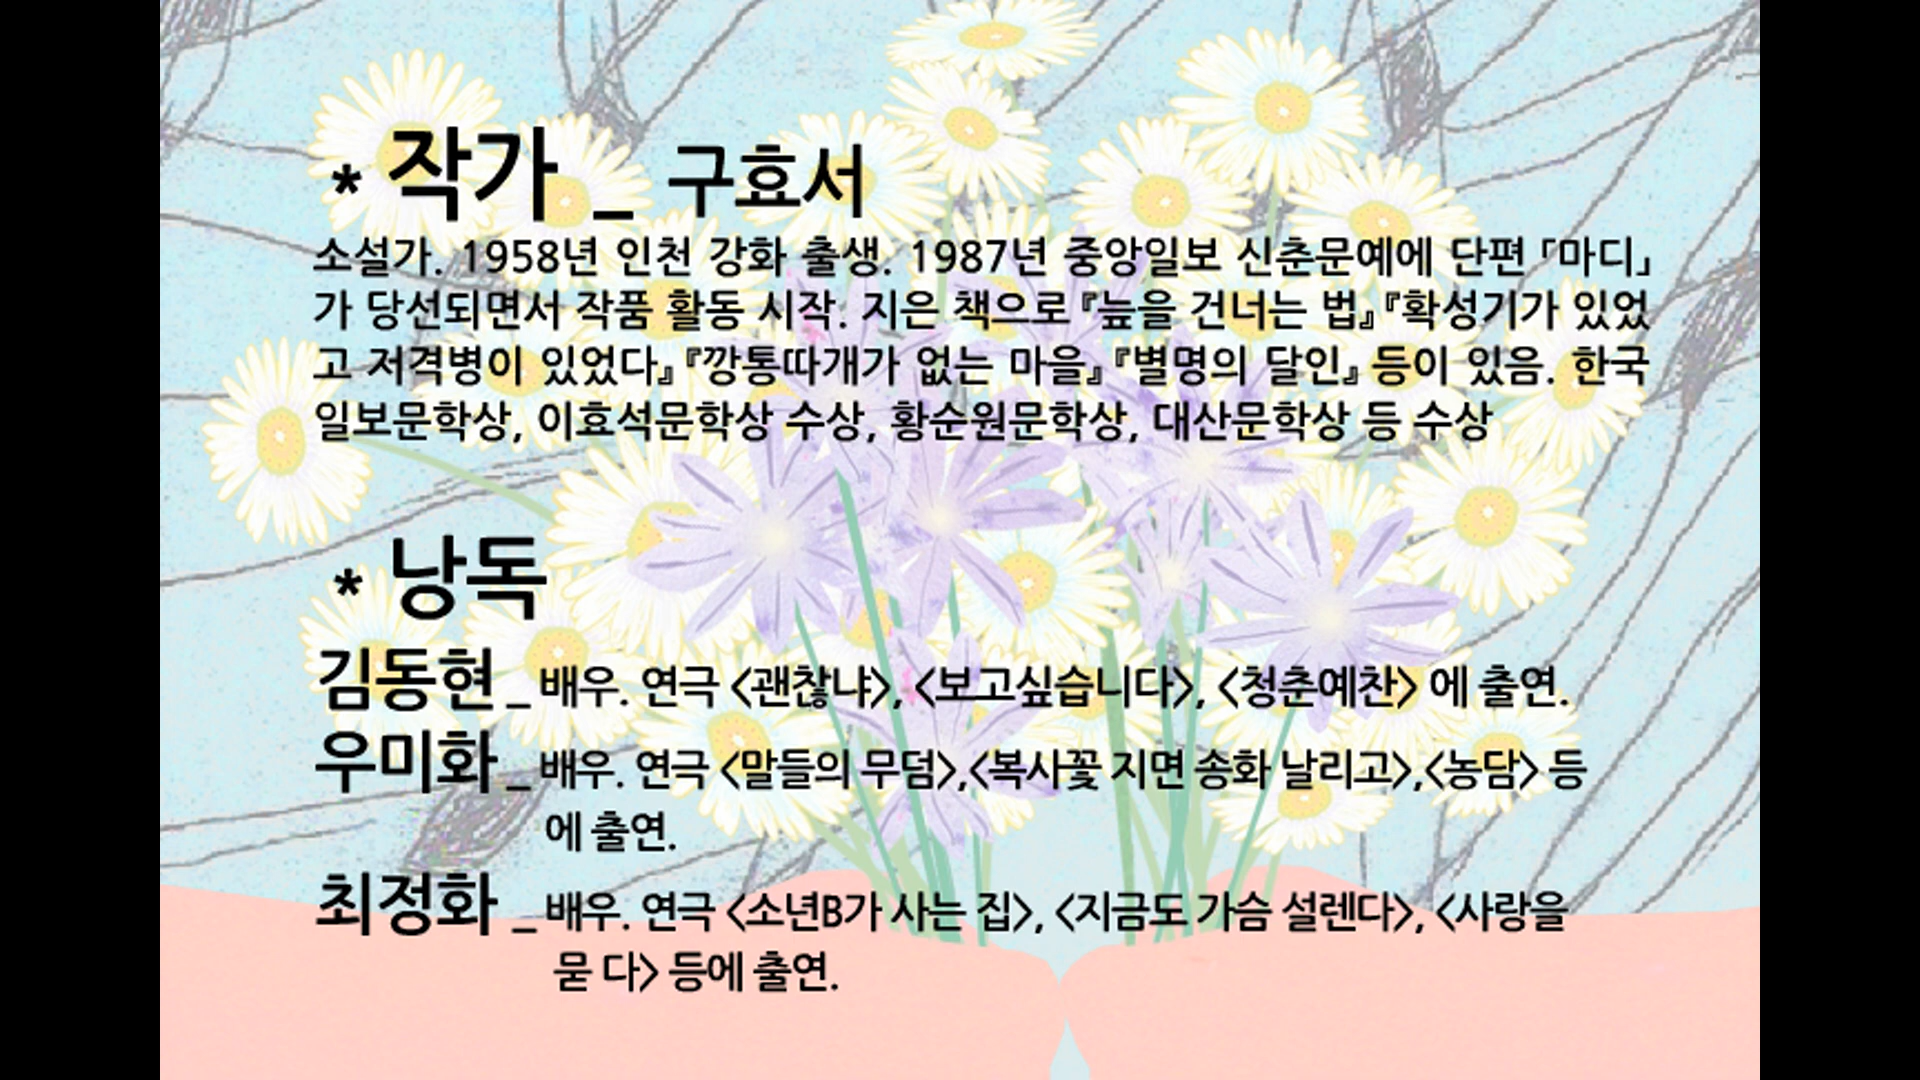 * 작가 _ 구효서
소설가. 1958년 인천 강화 출생. 1987년 중앙일보 신춘문예에 단편 「마디」
가 당선되면서 작품 활동 시작. 지은 책으로 『늪을 건너는 법』 『확성기가 있었
고 저격병이 있었다』 『깡통따개가 없는 마을』 『별명의 달인』 등이 있음. 한국
일보문학상, 이효석문학상 수상, 황순원문학상, 대산문학상 등 수상
* 낭독
김동현 _ 배우. 연극 <괜찮냐>, <보고싶습니다>, <청춘예찬> 에 출연.
우미화 _ 배우. 연극 <말들의 무덤>,<복사꽃 지면 송화 날리고>,<농담> 등
에 출연.
최정화 _ 배우. 연극 <소년B가 사는 집>, <지금도 가슴 설렌다>, <사랑을
묻 다> 등에 출연.